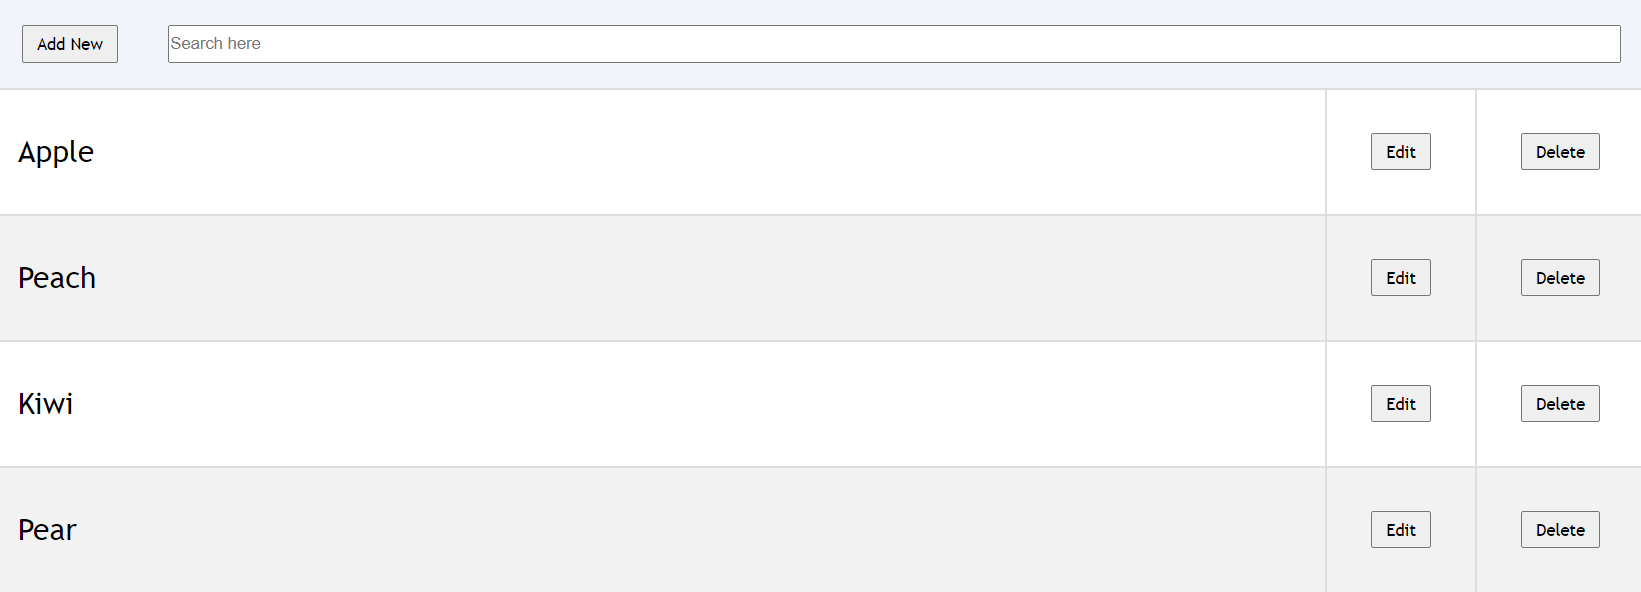 Add New Search here
Apple Edit Delete
Peach Edit Delete
Kiwi Edit Delete
Pear Edit Delete